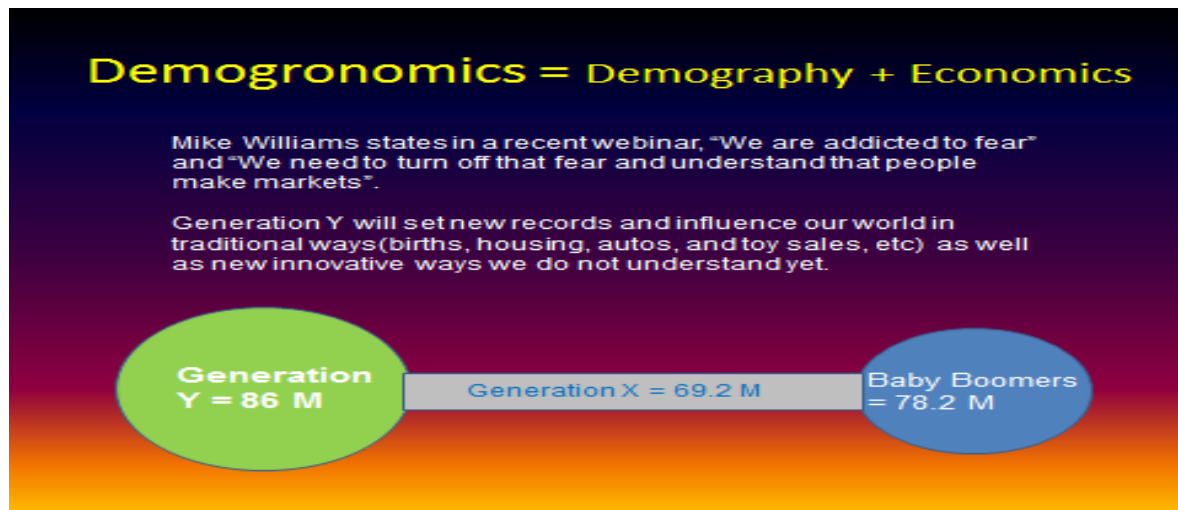 Demogronomics = Demography + Economics
Mike Williams states in a recent webinar, “We are addicted to fear”
and “We need to turn off that fear and understand that people
make markets”.
Generation Y will set new records and influence our world in
traditional ways(births, housing, autos, and toy sales, etc) as well
as new innovative ways we do not understand yet.
Generation
Y = 86 M
Generation X = 69.2 M
Baby Boomers
= 78.2 M